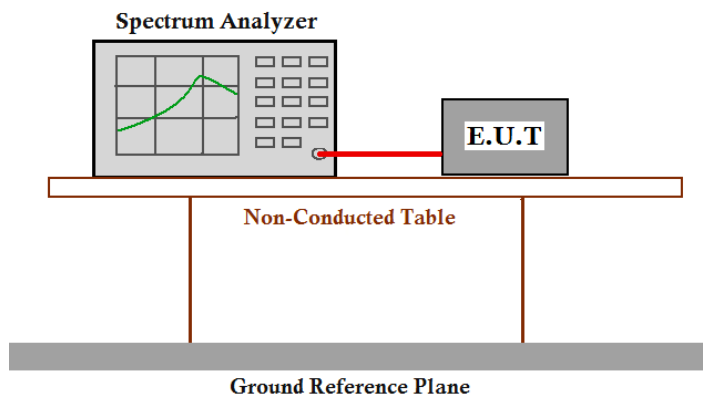 Spectrum Analyzer
E.U.T
Non-Conducted Table
Ground Reference Plane